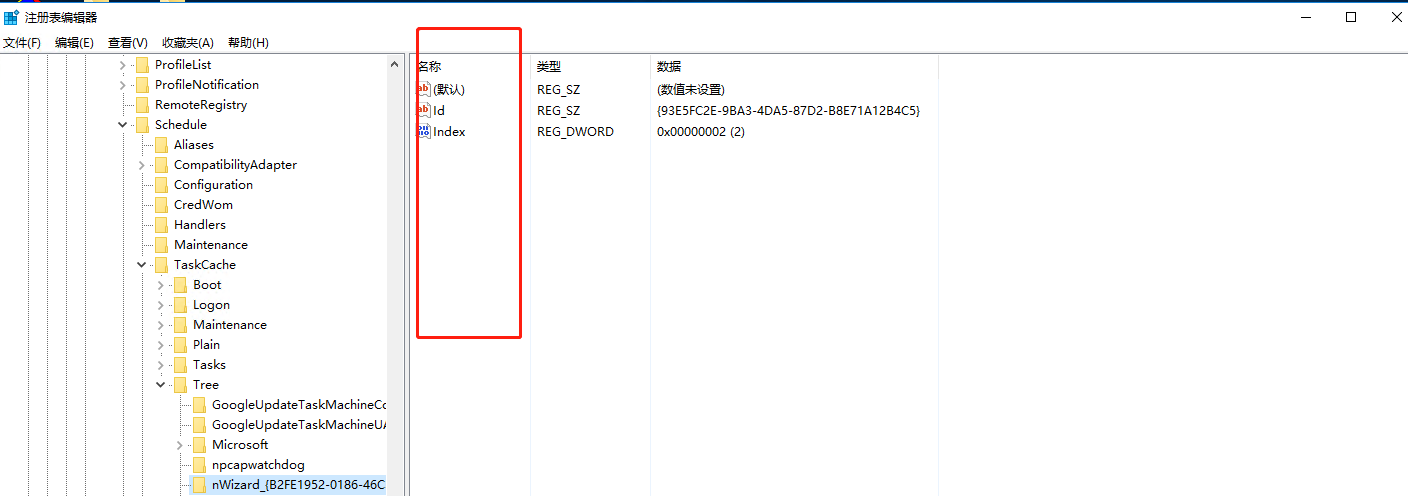 注册表编辑器
文件(F) 编辑(E) 查看(V) 收藏夹(A) 帮助(H)
ProfileList
ProfileNotification
RemoteRegistry
Schedule
Aliases
CompatibilityAdapter
Configuration
CredWom
Handlers
Maintenance
TaskCache
Boot
Logon
Maintenance
Plain
Tasks
Tree
GoogleUpdateTaskMachineCo
GoogleUpdateTaskMachineUA
Microsoft
npcapwatchdog
nWizard_{B2FE1952-0186-46C
名称 类型 数据
(默认) REG_SZ (数值未设置)
Id REG_SZ {93E5FC2E-9BA3-4DA5-87D2-B8E71A12B4C5}
Index REG_DWORD 0x00000002 (2)